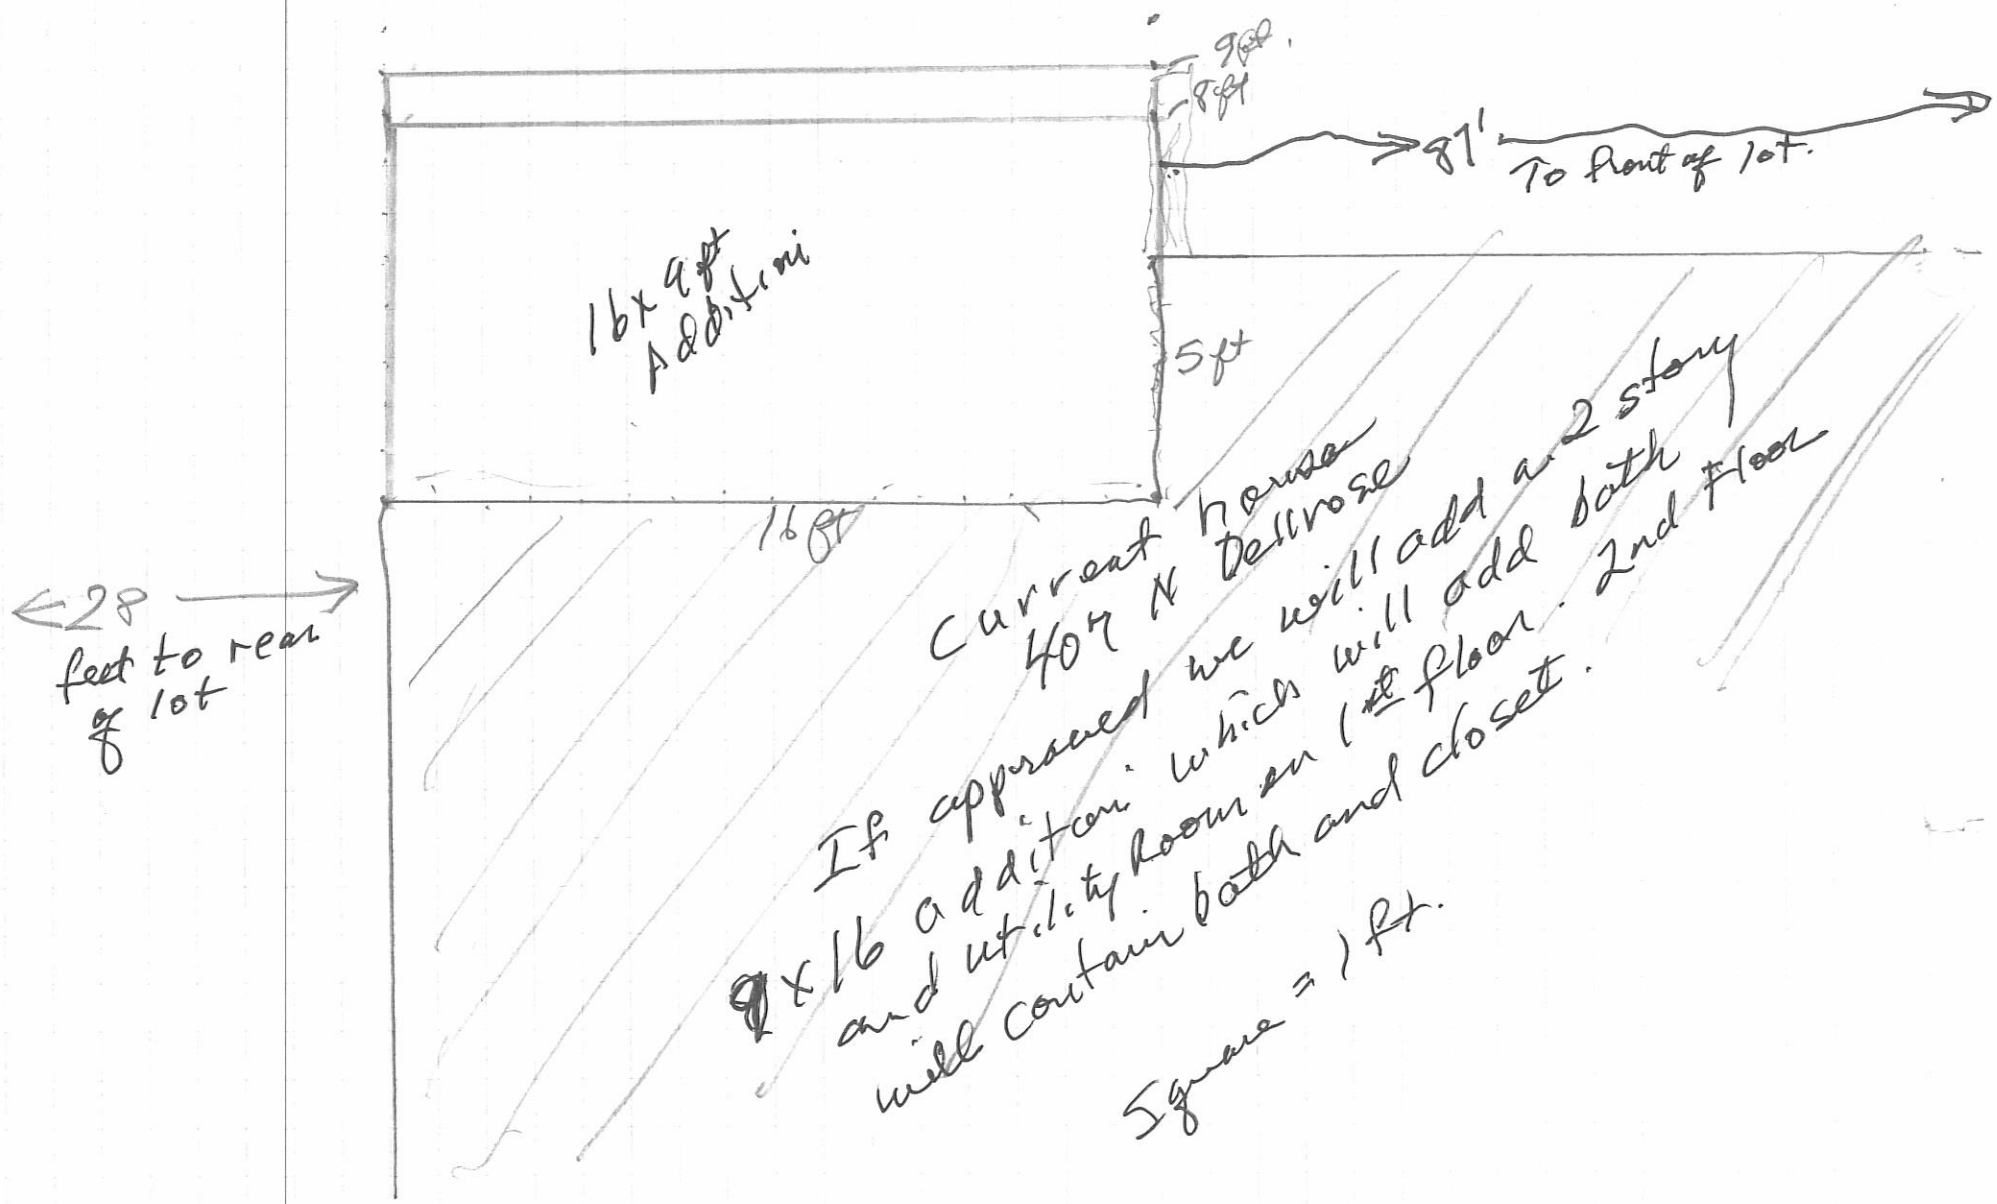 9ft.
8ft
87'
To front of lot.
16x9ft
Addition
5ft
16ft
28
feet to rear
of lot
Current house
407 N Dellrose
If approved we will add a 2 story
9x16 addition which will add bath
and utility Room on 1st floor. 2nd Floor
will contain bath and closet.
Square = 1 ft.